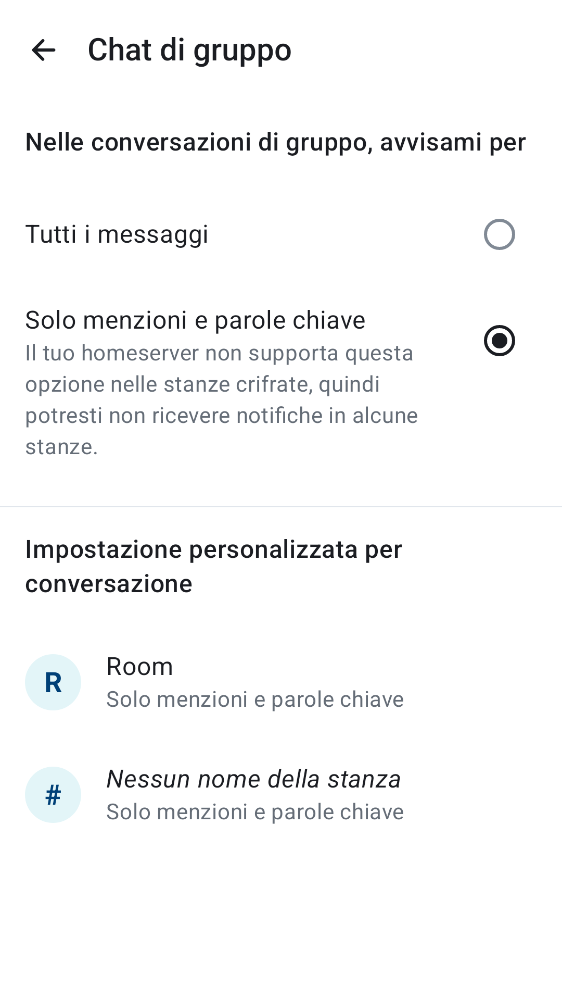 Chat di gruppo
Nelle conversazioni di gruppo, avvisami per
Tutti i messaggi
Solo menzioni e parole chiave
Il tuo homeserver non supporta questa
opzione nelle stanze crifrate, quindi
potresti non ricevere notifiche in alcune
stanze.
Impostazione personalizzata per
conversazione
R
Room
Solo menzioni e parole chiave
#
Nessun nome della stanza
Solo menzioni e parole chiave